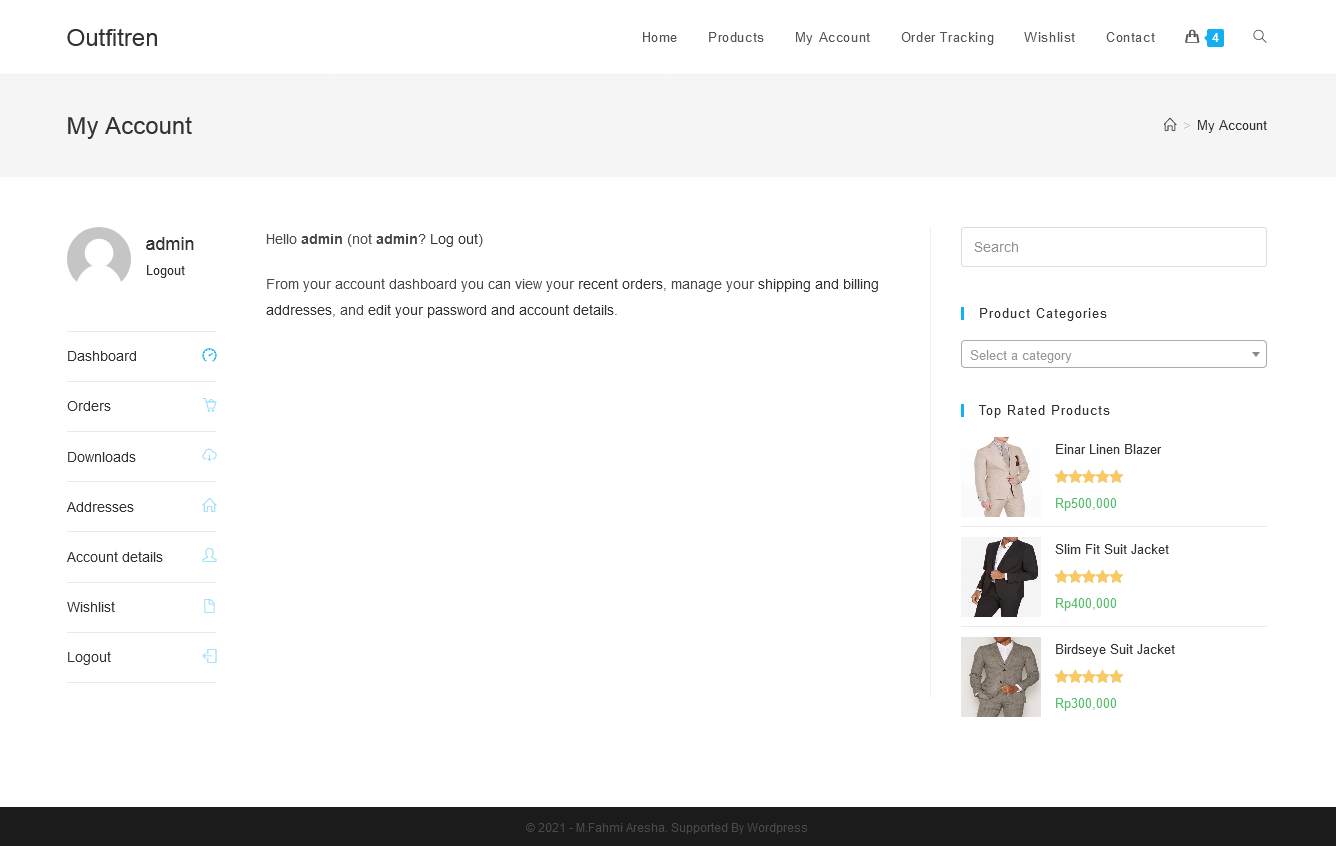 Outfitren
Home
Products
My Account
Order Tracking
Wishlist
Contact
4
My Account
> My Account
admin
Logout
Dashboard
Orders
Downloads
Addresses
Account details
Wishlist
Logout
Hello admin (not admin? Log out)
From your account dashboard you can view your recent orders, manage your shipping and billing
addresses, and edit your password and account details.
Search
Product Categories
Select a category
Top Rated Products
Einar Linen Blazer
Rp500,000
Slim Fit Suit Jacket
Rp400,000
Birdseye Suit Jacket
Rp300,000
© 2021 - M.Fahmi Aresha. Supported By Wordpress